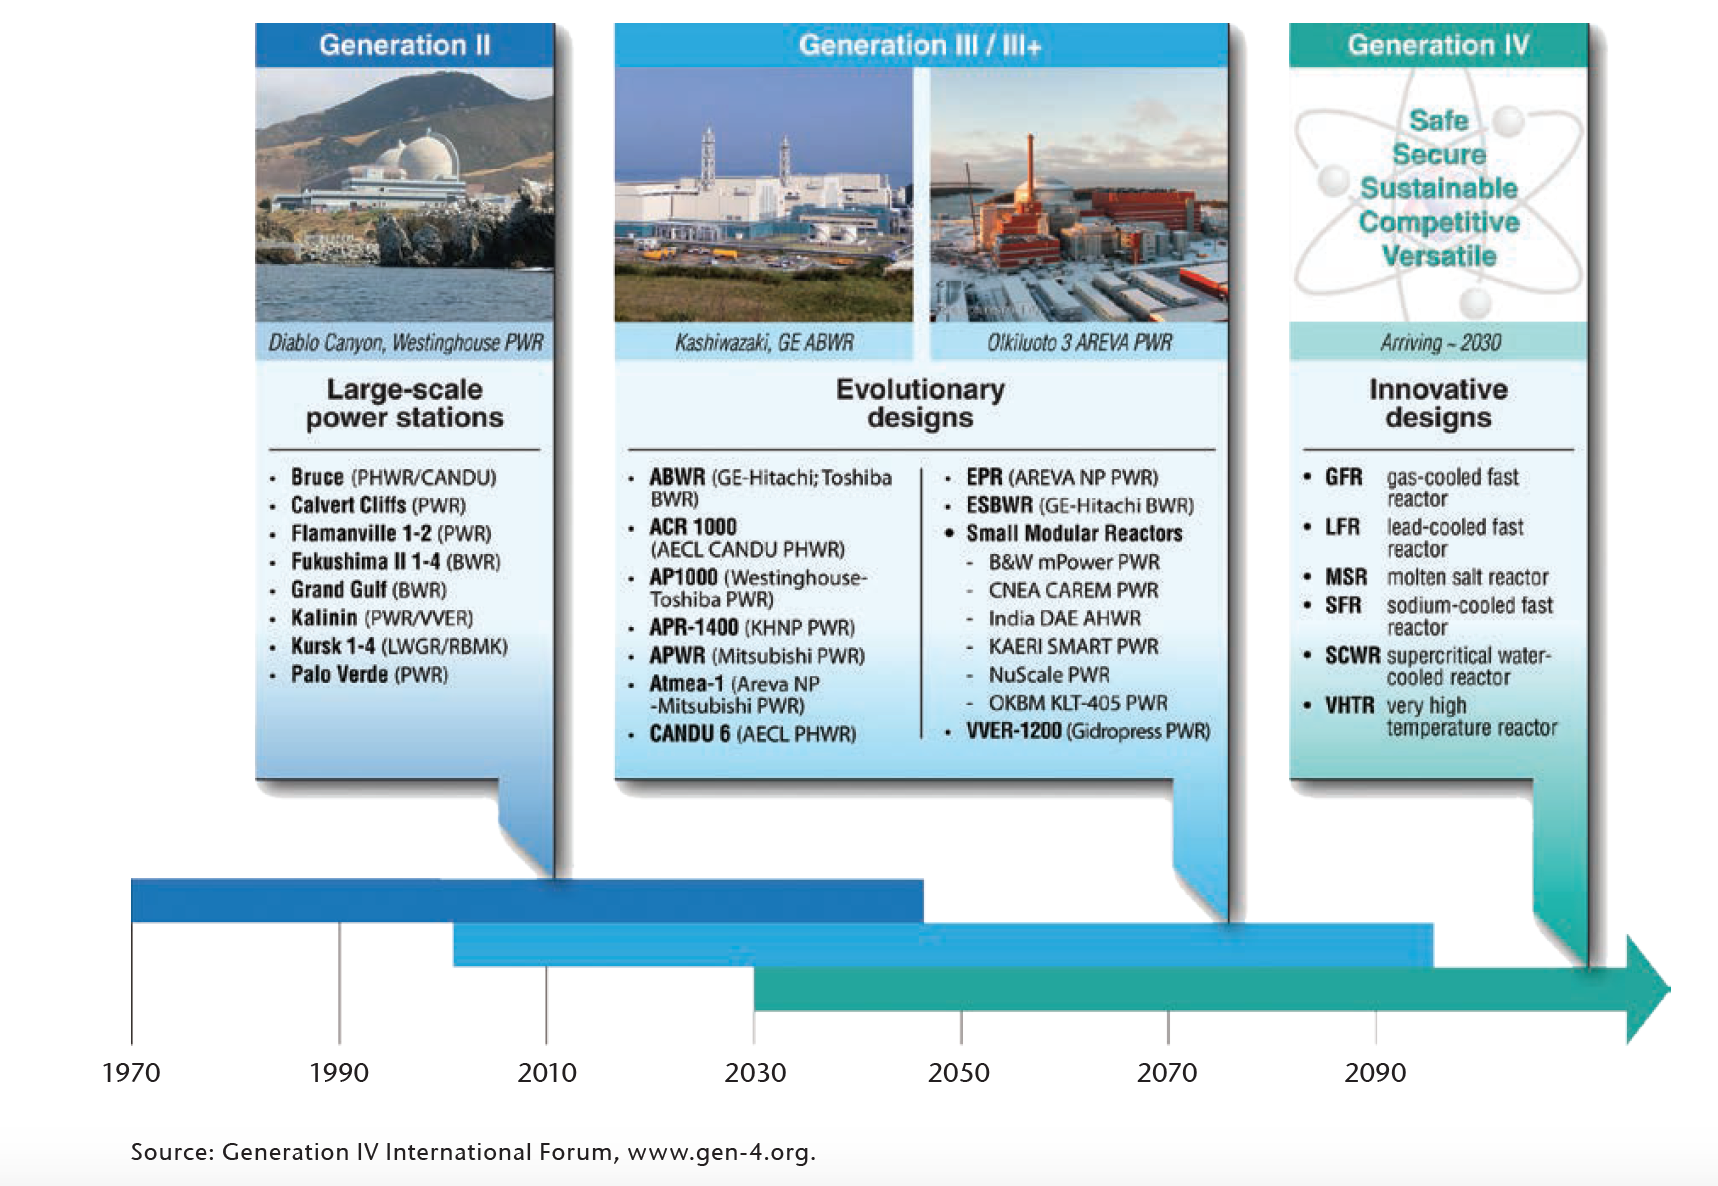 Generation II
Diablo Canyon, Westinghouse PWR
Large-scale
power stations
• Bruce (PHWR/CANDU)
• Calvert Cliffs (PWR)
• Flamanville 1-2 (PWR)
• Fukushima II 1-4 (BWR)
• Grand Gulf (BWR)
• Kalinin (PWR/VVER)
• Kursk 1-4 (LWGR/RBMK)
• Palo Verde (PWR)
Generation III / III+
Kashiwazaki, GE ABWR
Olkiluoto 3 AREVA PWR
Evolutionary
designs
• ABWR (GE-Hitachi; Toshiba
BWR)
• ACR 1000
(AECL CANDU PHWR)
• AP1000 (Westinghouse-
Toshiba PWR)
• APR-1400 (KHNP PWR)
• APWR (Mitsubishi PWR)
• Atmea-1 (Areva NP
-Mitsubishi PWR)
• CANDU 6 (AECL PHWR)
• EPR (AREVA NP PWR)
• ESBWR (GE-Hitachi BWR)
• Small Modular Reactors
- B&W mPower PWR
- CNEA CAREM PWR
- India DAE AHWR
- KAERI SMART PWR
- NuScale PWR
- OKBM KLT-405 PWR
• VVER-1200 (Gidropress PWR)
Generation IV
Safe
Secure
Sustainable
Competitive
Versatile
Arriving ~ 2030
Innovative
designs
• GFR gas-cooled fast
reactor
• LFR lead-cooled fast
reactor
• MSR molten salt reactor
• SFR sodium-cooled fast
reactor
• SCWR supercritical water-
cooled reactor
• VHTR very high
temperature reactor
1970 1990 2010 2030 2050 2070 2090
Source: Generation IV International Forum, www.gen-4.org.